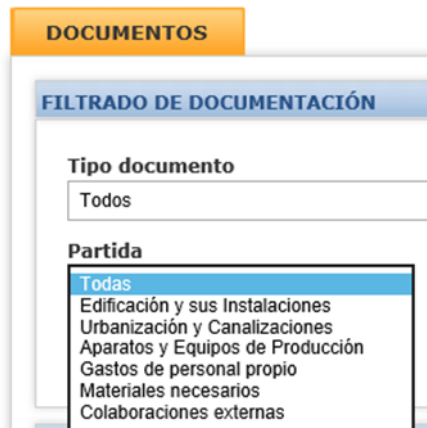 DOCUMENTOS
FILTRADO DE DOCUMENTACIÓN
Tipo documento
Todos
Partida
Todas
Edificación y sus Instalaciones
Urbanización y Canalizaciones
Aparatos y Equipos de Producción
Gastos de personal propio
Materiales necesarios
Colaboraciones externas